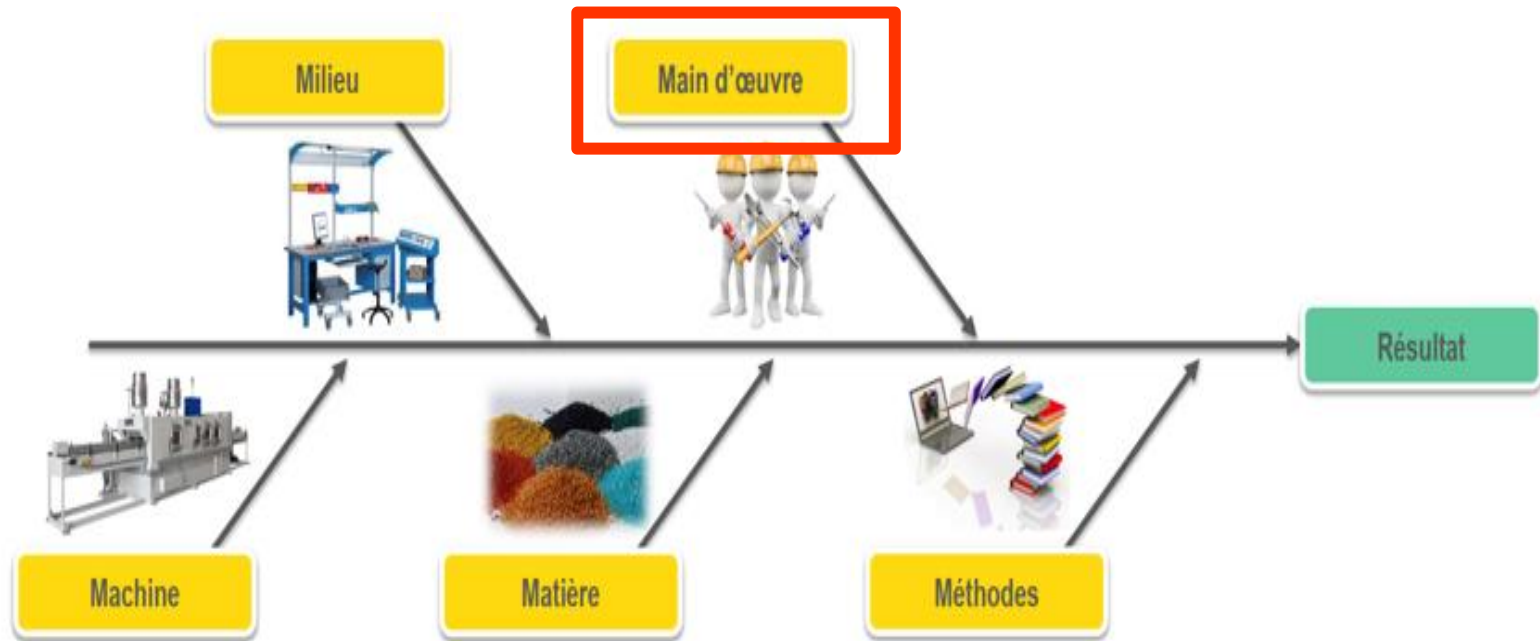 Milieu
Main d'œuvre
Résultat
Machine
Matière
Méthodes